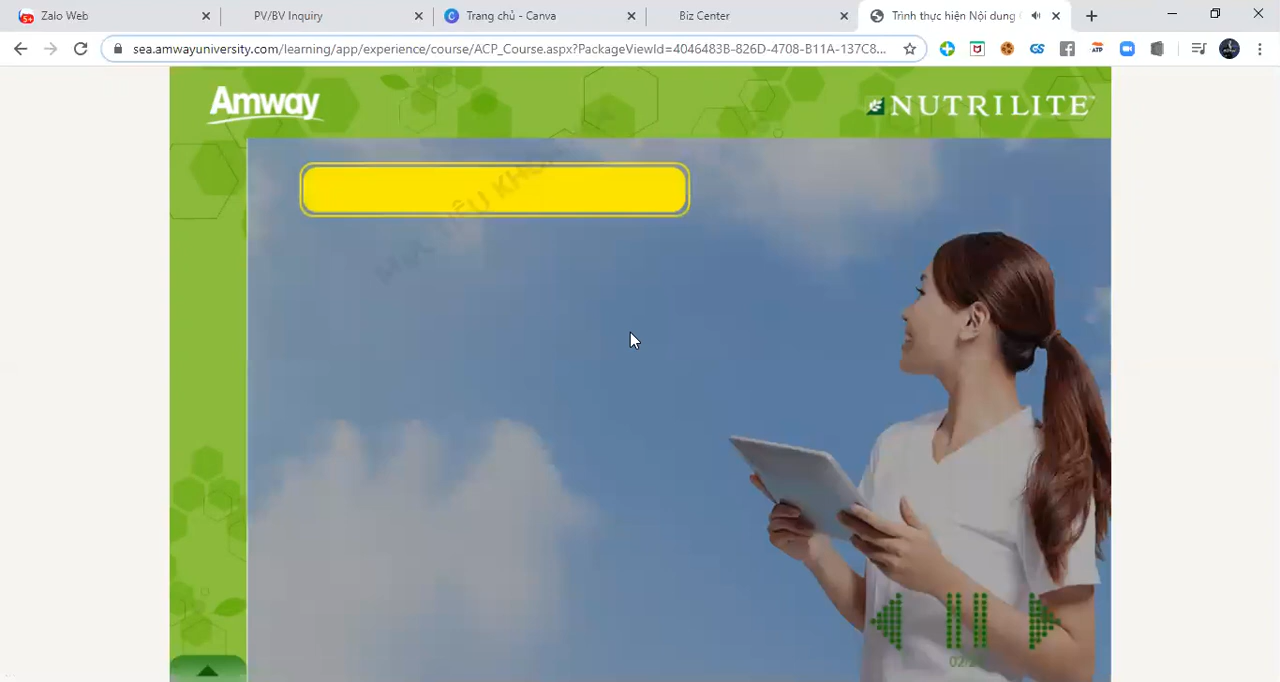 Zalo Web
PV/BV Inquiry
Trang chủ - Canva
Biz Center
Trình thực hiện Nội dung
sea.amwayuniversity.com/learning/app/experience/course/ACP_Course.aspx?PackageViewId=4046483B-826D-4708-B11A-137C8...
Amway
NUTRILITE